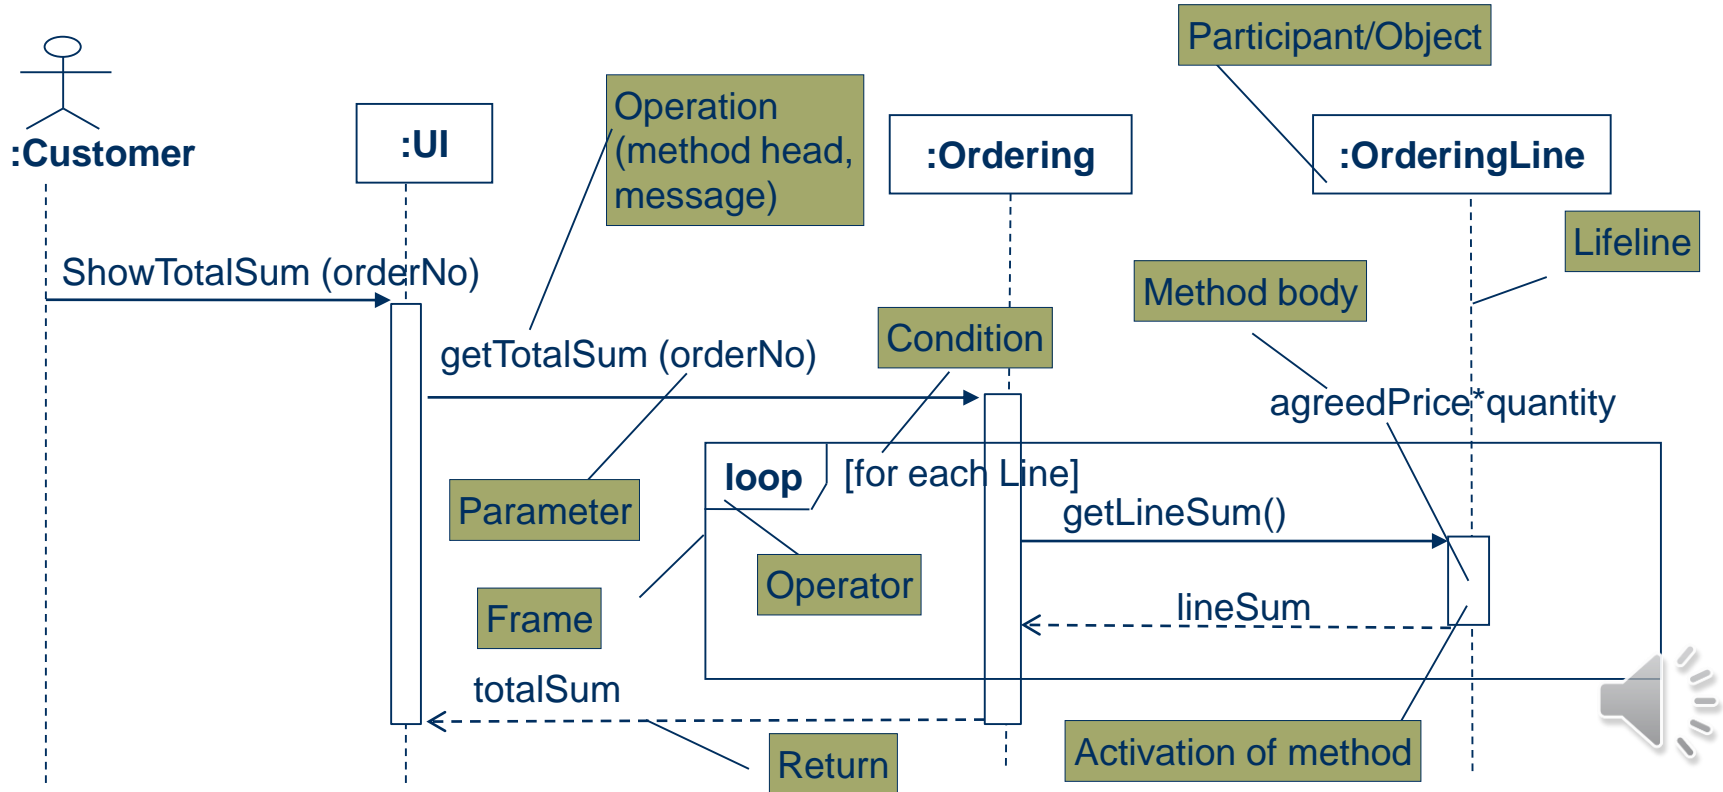 Participant/Object
Operation
(method head,
message)
:Customer
:UI
:Ordering
:OrderingLine
Lifeline
ShowTotalSum (orderNo)
Method body
Condition
getTotalSum (orderNo)
agreedPrice*quantity
loop
[for each Line]
Parameter
getLineSum()
Operator
Frame
lineSum
totalSum
Return
Activation of method